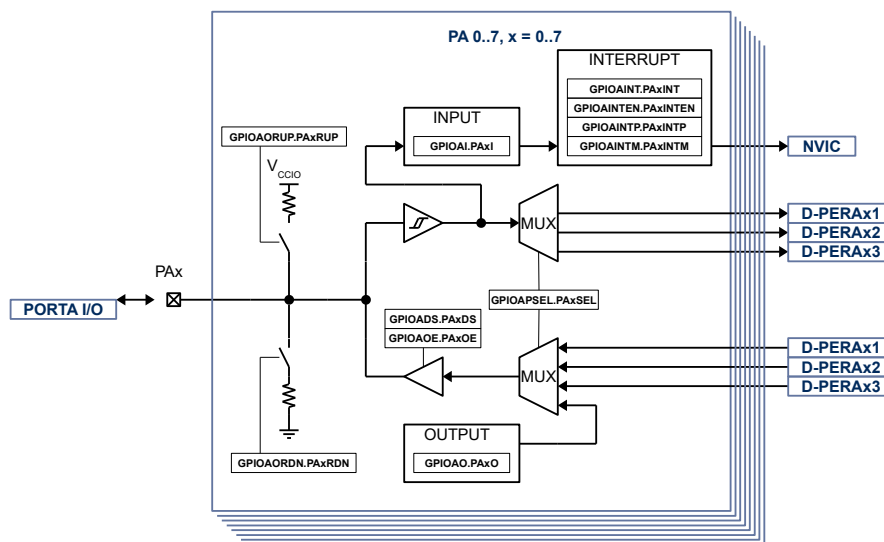 PA 0..7, x = 0..7
INTERRUPT
GPIOAINT.PAxINT
GPIOAINTEN.PAxINTEN
GPIOAINTP.PAxINTP
GPIOAINTM.PAxINTM
INPUT
GPIOAI.PAxI
NVIC
GPIOAORUP.PAxRUP
VCCIO
MUX
D-PERAx1
D-PERAx2
D-PERAx3
PAx
PORTA I/O
GPIOAPSEL.PAxSEL
GPIOADS.PAxDS
GPIOAOE.PAxOE
MUX
D-PERAx1
D-PERAx2
D-PERAx3
OUTPUT
GPIOAO.PAxO
GPIOAORDN.PAxRDN